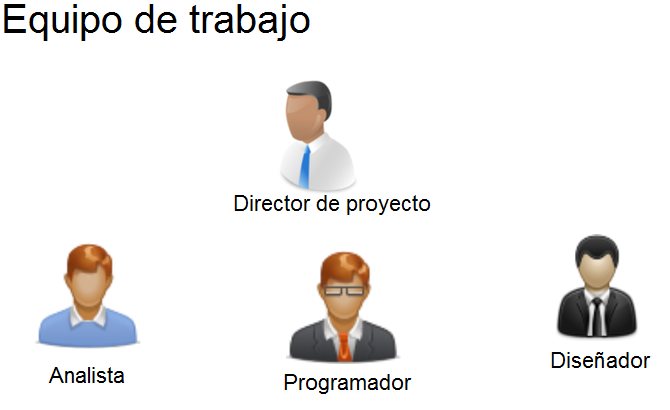 Equipo de trabajo
Director de proyecto
Analista
Programador
Diseñador